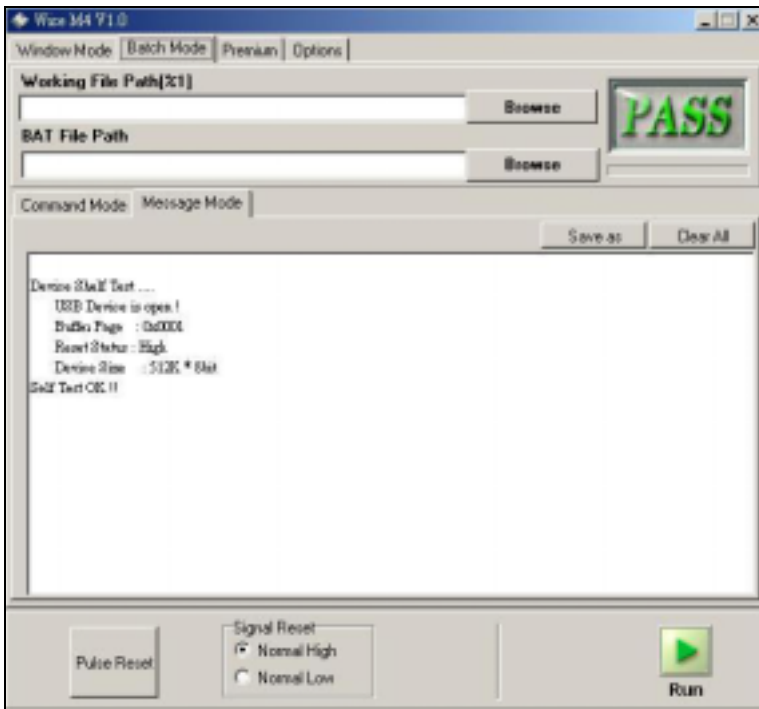 Wize M4 V1.0
Window Mode Batch Mode Premium Options
Working File Path[%1]
Browse
PASS
BAT File Path
Browse
Command Mode Message Mode
Save as Clear All
Device Shelf Test ....
USB Device is open !
Buffer Page : 0x0001
Reset Status : High
Device Size : 512K * 8bit
Self Test OK !!
Pulse Reset
Signal Reset
Normal High
Normal Low
Run